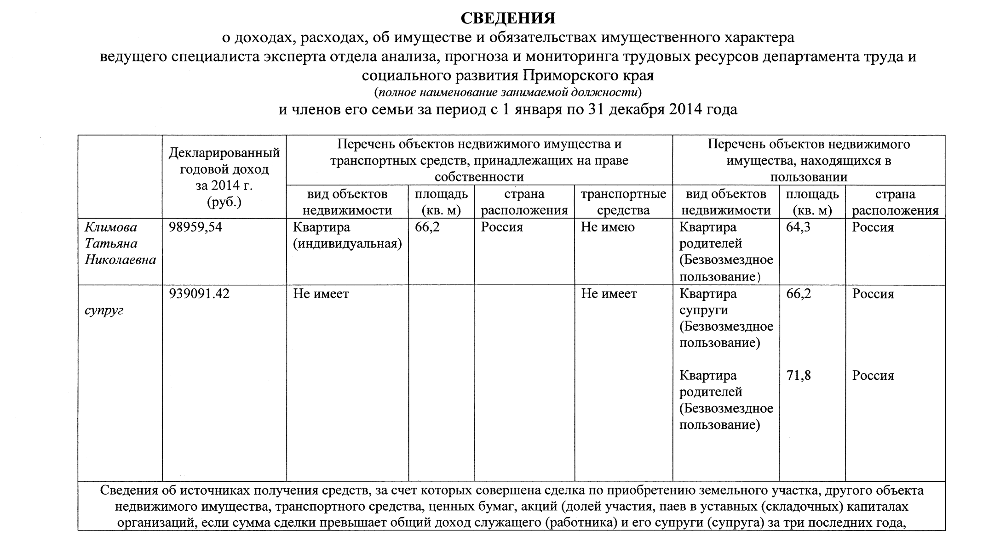 СВЕДЕНИЯ
о доходах, расходах, об имуществе и обязательствах имущественного характера
ведущего специалиста эксперта отдела анализа, прогноза и мониторинга трудовых ресурсов департамента труда и
социального развития Приморского края
(полное наименование занимаемой должности)
и членов его семьи за период с 1 января по 31 декабря 2014 года
Декларированный
годовой доход
за 2014 г.
(руб.)
Перечень объектов недвижимого имущества и
транспортных средств, принадлежащих на праве
собственности
Перечень объектов недвижимого
имущества, находящихся в
пользовании
вид объектов
недвижимости
площадь
(кв. м)
страна
расположения
транспортные
средства
вид объектов
недвижимости
площадь
(кв. м)
страна
расположения
Климова
Татьяна
Николаевна
98959,54
Квартира
(индивидуальная)
66,2
Россия
Не имею
Квартира
родителей
(Безвозмездное
пользование)
64,3
Россия
супруг
939091.42
Не имеет
Не имеет
Квартира
супруги
(Безвозмездное
пользование)
66,2
Россия
Квартира
родителей
(Безвозмездное
пользование)
71,8
Россия
Сведения об источниках получения средств, за счет которых совершена сделка по приобретению земельного участка, другого объекта
недвижимого имущества, транспортного средства, ценных бумаг, акций (долей участия, паев в уставных (складочных) капиталах
организаций, если сумма сделки превышает общий доход служащего (работника) и его супруги (супруга) за три последних года,